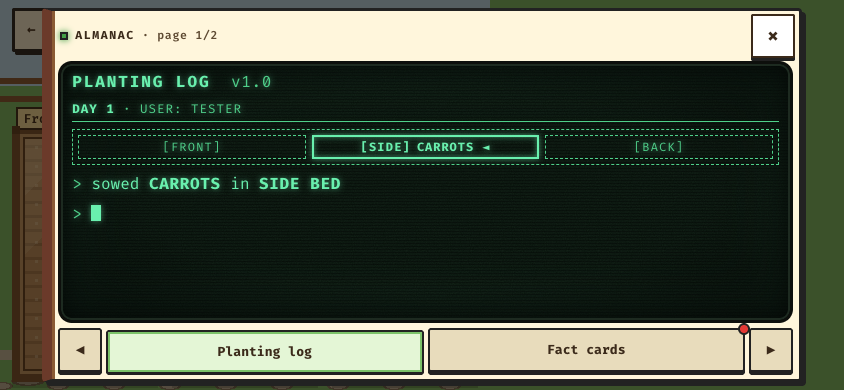 ←
ALMANAC · page 1/2
✖
PLANTING LOG v1.0
DAY 1 · USER: TESTER
[FRONT]
[SIDE] CARROTS ◄
[BACK]
> sowed CARROTS in SIDE BED
>
◄
Planting log
Fact cards
►